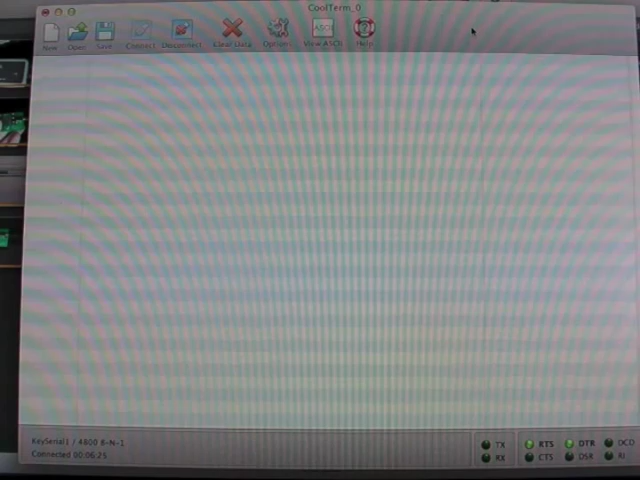 CoolTerm_0
New Open Save Connect Disconnect Clear Data Options View ASCII Help
KeySerial1 / 4800 8-N-1
Connected 00:06:25
TX RTS DTR DCD
RX CTS DSR RI